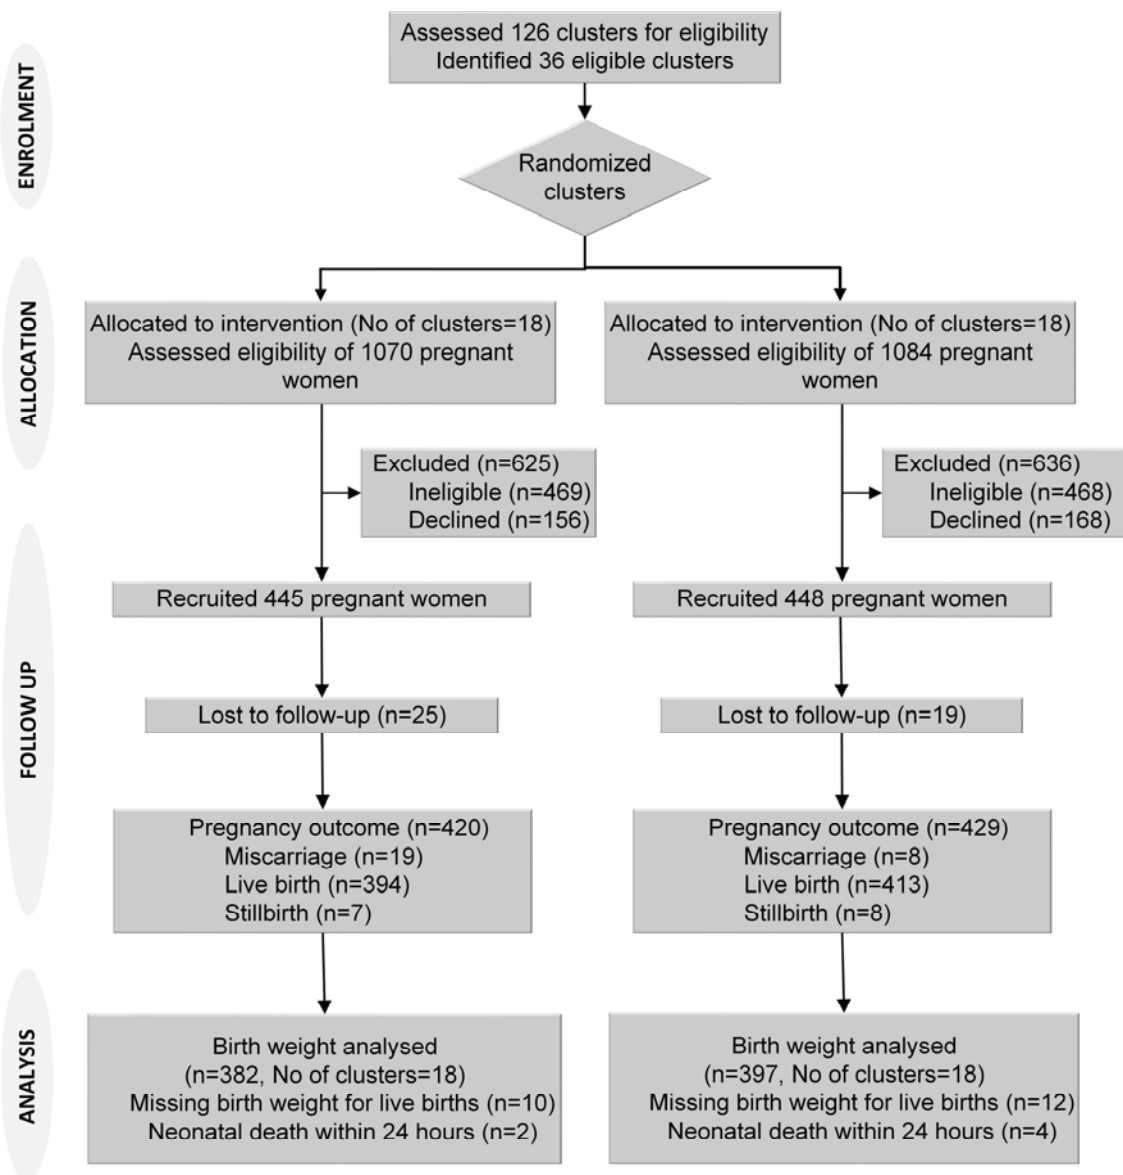 Assessed 126 clusters for eligibility
Identified 36 eligible clusters
ENROLMENT
Randomized
clusters
ALLOCATION
Allocated to intervention (No of clusters=18)
Assessed eligibility of 1070 pregnant
women
Allocated to intervention (No of clusters=18)
Assessed eligibility of 1084 pregnant
women
Excluded (n=625)
Ineligible (n=469)
Declined (n=156)
Excluded (n=636)
Ineligible (n=468)
Declined (n=168)
FOLLOW UP
Recruited 445 pregnant women
Recruited 448 pregnant women
Lost to follow-up (n=25)
Lost to follow-up (n=19)
Pregnancy outcome (n=420)
Miscarriage (n=19)
Live birth (n=394)
Stillbirth (n=7)
Pregnancy outcome (n=429)
Miscarriage (n=8)
Live birth (n=413)
Stillbirth (n=8)
ANALYSIS
Birth weight analysed
(n=382, No of clusters=18)
Missing birth weight for live births (n=10)
Neonatal death within 24 hours (n=2)
Birth weight analysed
(n=397, No of clusters=18)
Missing birth weight for live births (n=12)
Neonatal death within 24 hours (n=4)